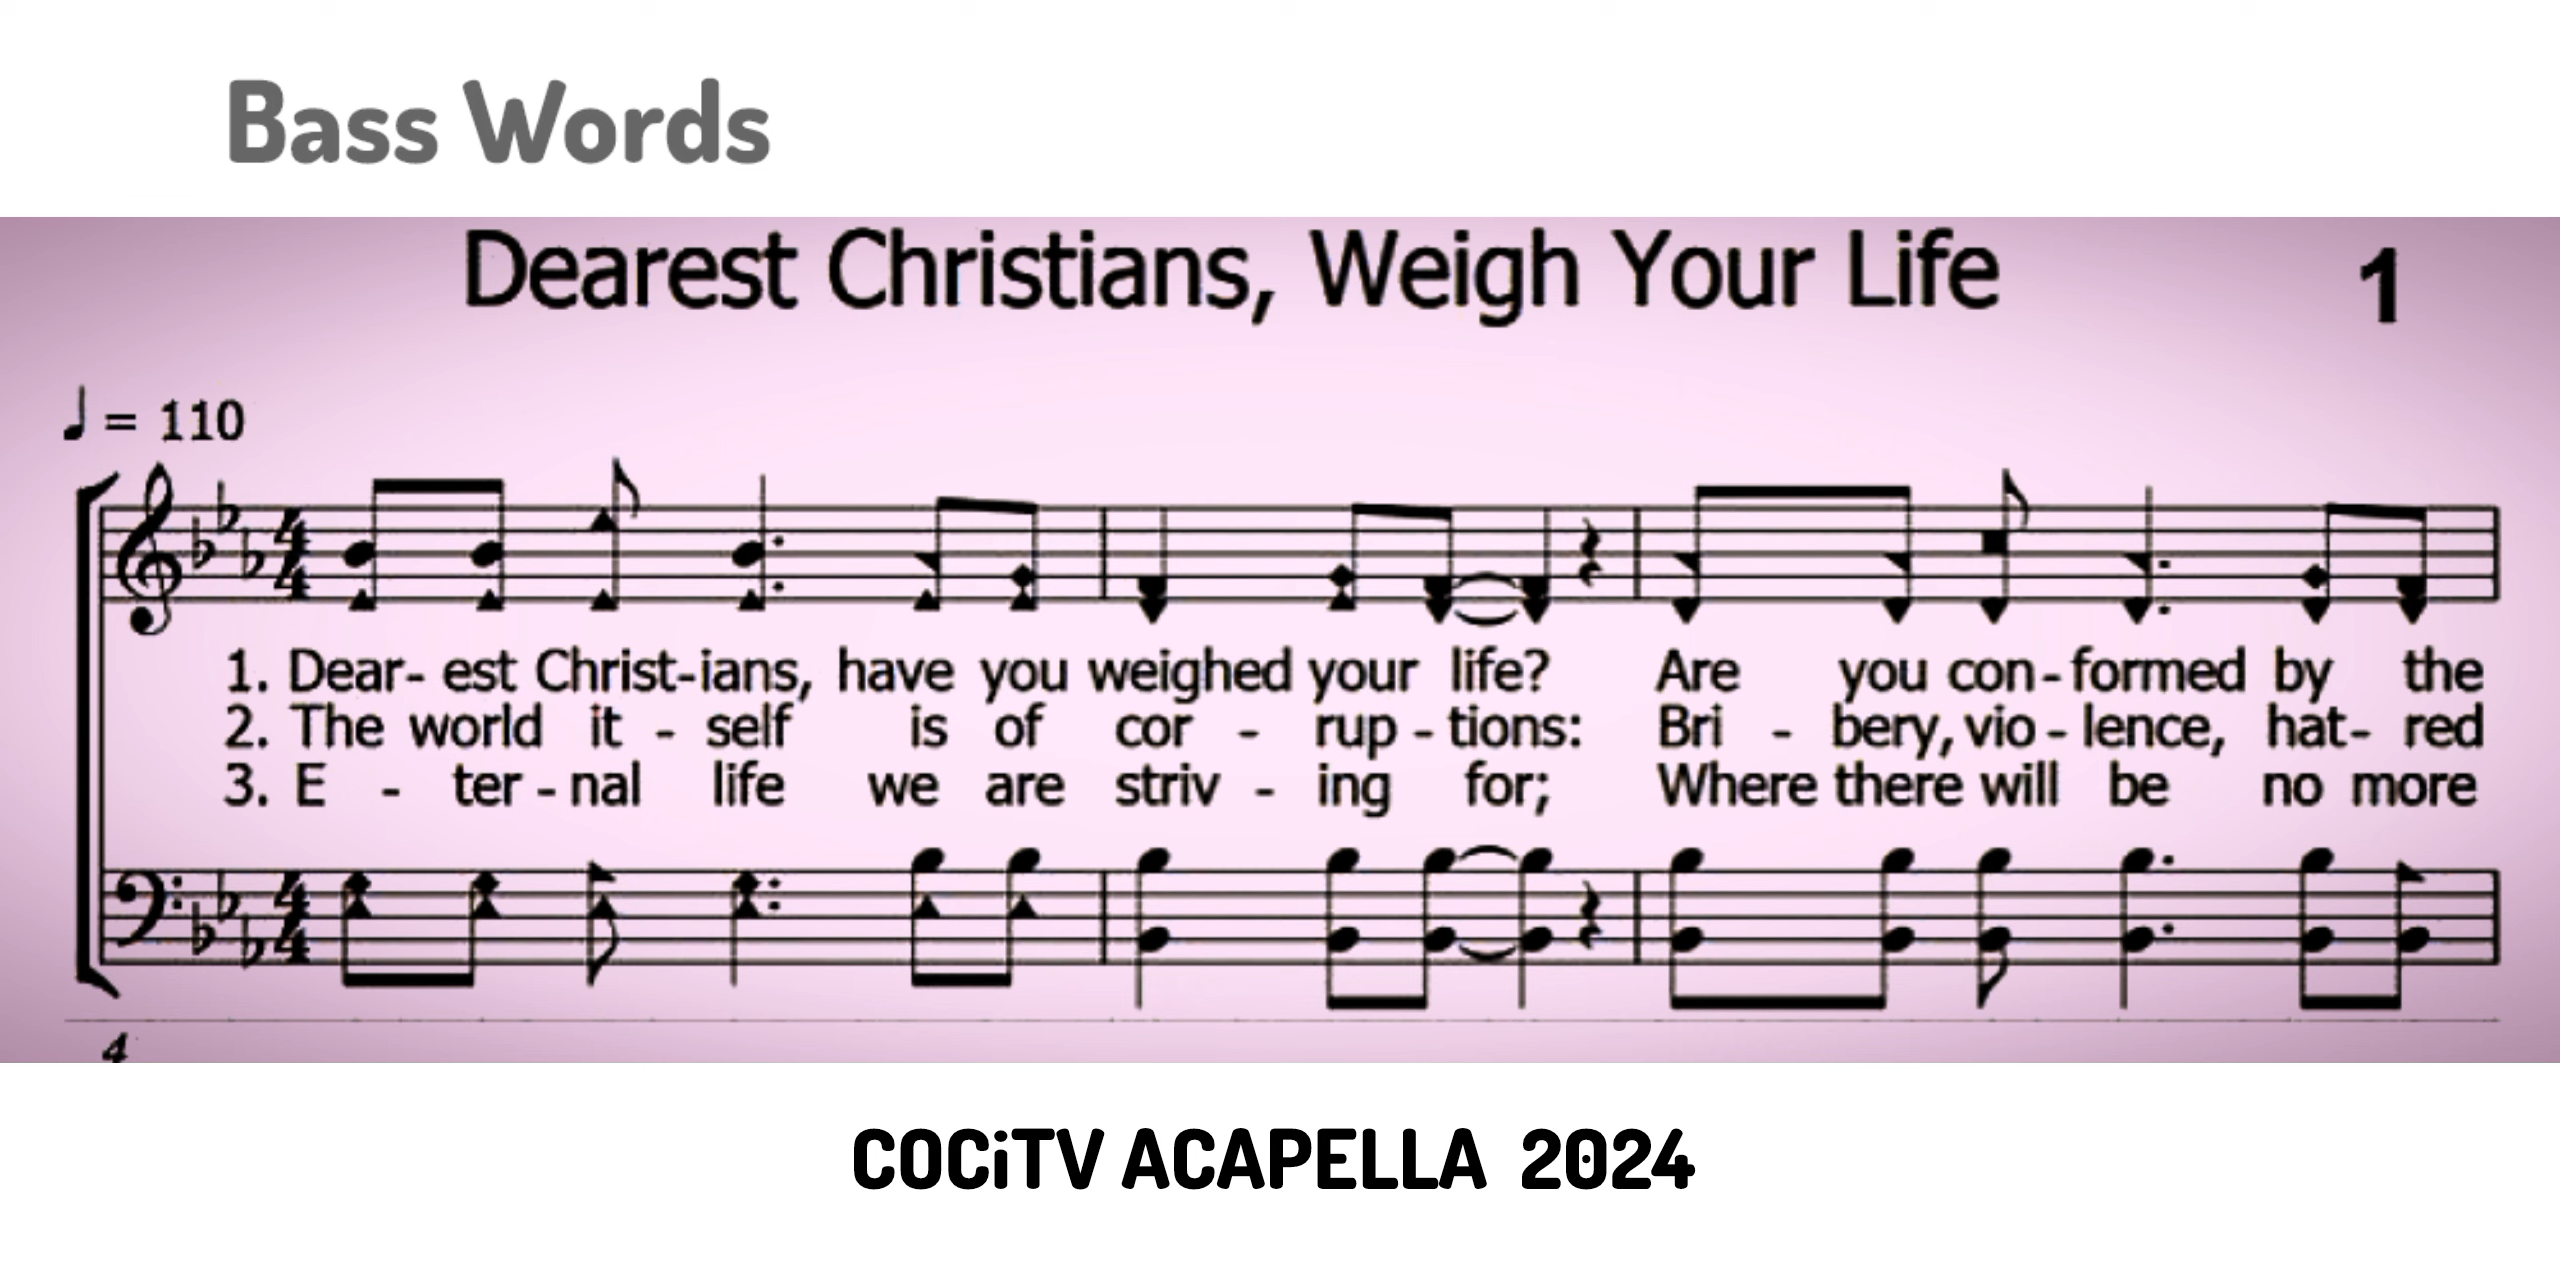 Bass Words
Dearest Christians, Weigh Your Life 1
= 110
1. Dear- est Christ-ians, have you weighed your life? Are you con-formed by the
2. The world it - self is of cor - rup - tions: Bri - bery, vio - lence, hat- red
3. E - ter - nal life we are striv - ing for; Where there will be no more
4
COCiTV ACAPELLA 2024